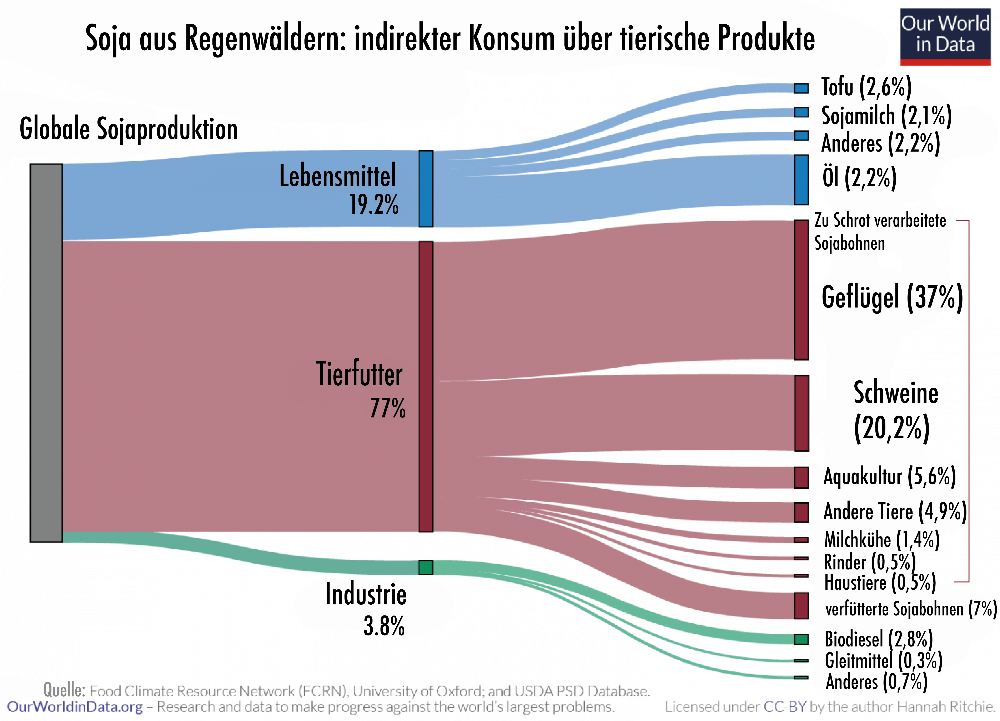 Soja aus Regenwäldern: indirekter Konsum über tierische Produkte
Our World
in Data
Globale Sojaproduktion
Lebensmittel
19.2%
Tierfutter
77%
Industrie
3.8%
Tofu (2,6%)
Sojamilch (2,1%)
Anderes (2,2%)
Öl (2,2%)
Zu Schrot verarbeitete
Sojabohnen
Geflügel (37%)
Schweine
(20,2%)
Aquakultur (5,6%)
Andere Tiere (4,9%)
Milchkühe (1,4%)
Rinder (0,5%)
Haustiere (0,5%)
verfütterte Sojabohnen (7%)
Biodiesel (2,8%)
Gleitmittel (0,3%)
Anderes (0,7%)
Quelle: Food Climate Resource Network (FCRN), University of Oxford; and USDA PSD Database.
OurWorldinData.org – Research and data to make progress against the world's largest problems.
Licensed under CC-BY by the author Hannah Ritchie.